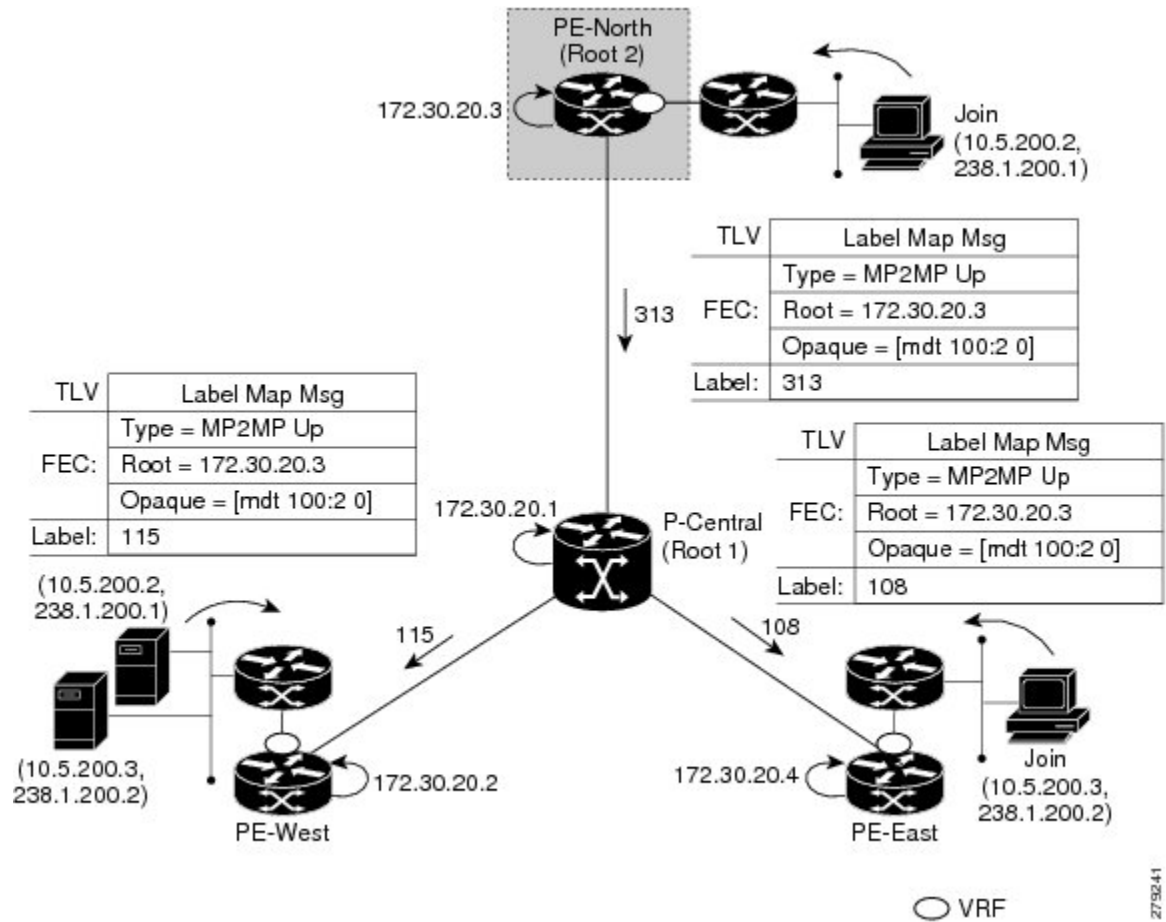 PE-North
(Root 2)
172.30.20.3
Join
(10.5.200.2,
238.1.200.1)
TLV Label Map Msg
FEC: Type = MP2MP Up
Root = 172.30.20.3
Opaque = [mdt 100:2 0]
Label: 313
313
TLV Label Map Msg
FEC: Type = MP2MP Up
Root = 172.30.20.3
Opaque = [mdt 100:2 0]
Label: 115
TLV Label Map Msg
FEC: Type = MP2MP Up
Root = 172.30.20.3
Opaque = [mdt 100:2 0]
Label: 108
172.30.20.1
P-Central
(Root 1)
(10.5.200.2,
238.1.200.1)
115
108
(10.5.200.3,
238.1.200.2)
172.30.20.2
PE-West
172.30.20.4
PE-East
Join
(10.5.200.3,
238.1.200.2)
VRF
279241